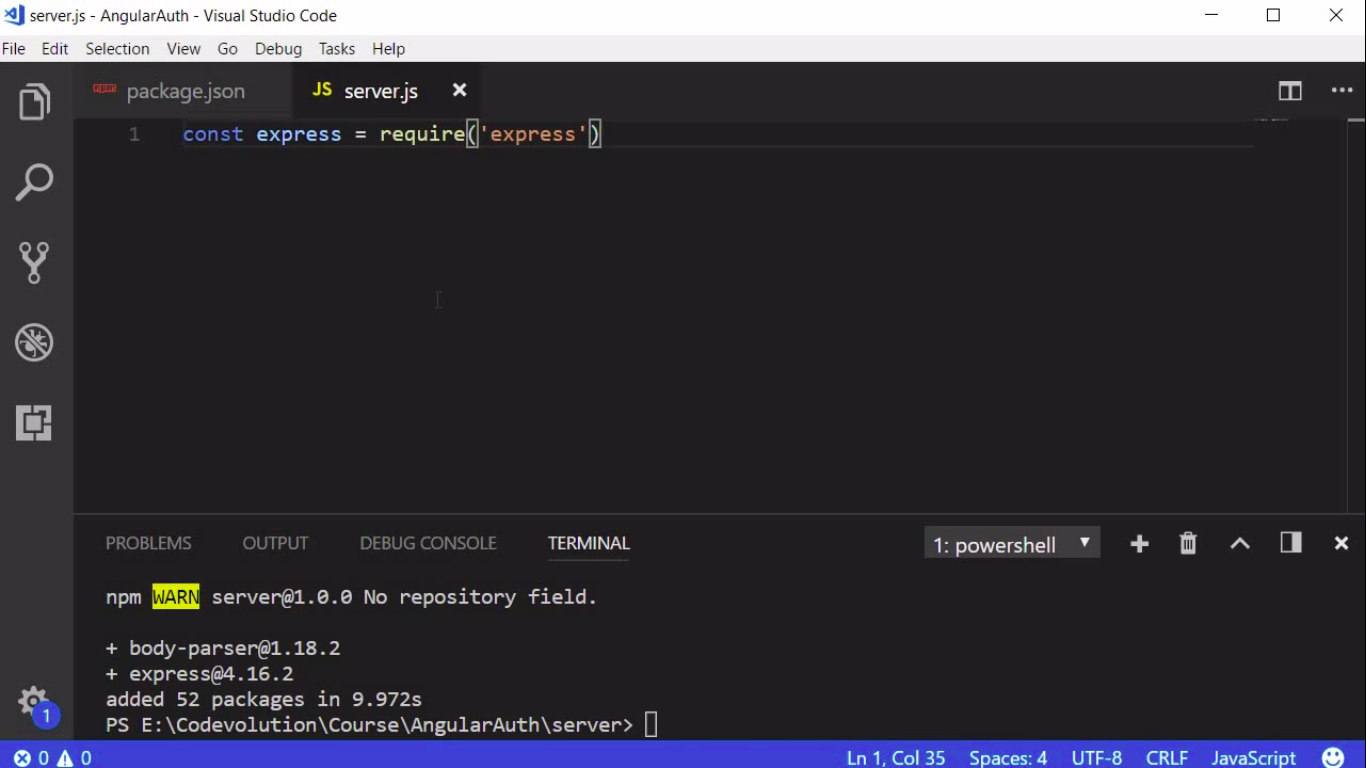 server.js - AngularAuth - Visual Studio Code
File Edit Selection View Go Debug Tasks Help
npm package.json JS server.js
1 const express = require('express')
PROBLEMS OUTPUT DEBUG CONSOLE TERMINAL 1: powershell
npm WARN server@1.0.0 No repository field.
+ body-parser@1.18.2
+ express@4.16.2
added 52 packages in 9.972s
PS E:\Codevolution\Course\AngularAuth\server>
1
0 0 Ln 1, Col 35 Spaces: 4 UTF-8 CRLF JavaScript